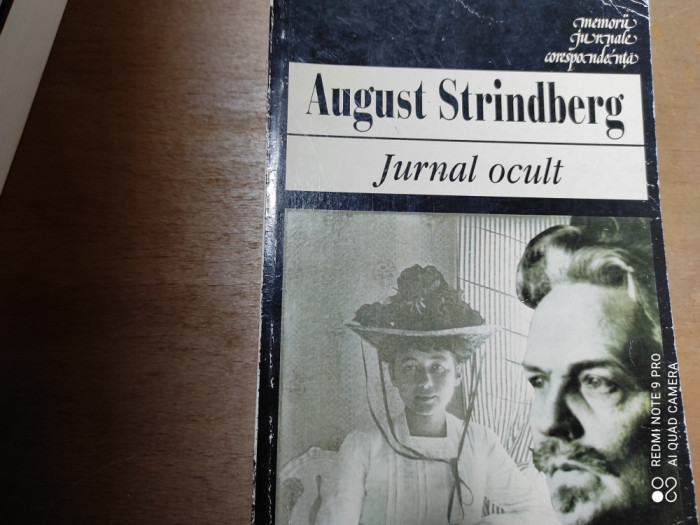 memorii
jurnale
corespondență
August Strindberg
Jurnal ocult
REDMI NOTE 9 PRO
AI QUAD CAMERA